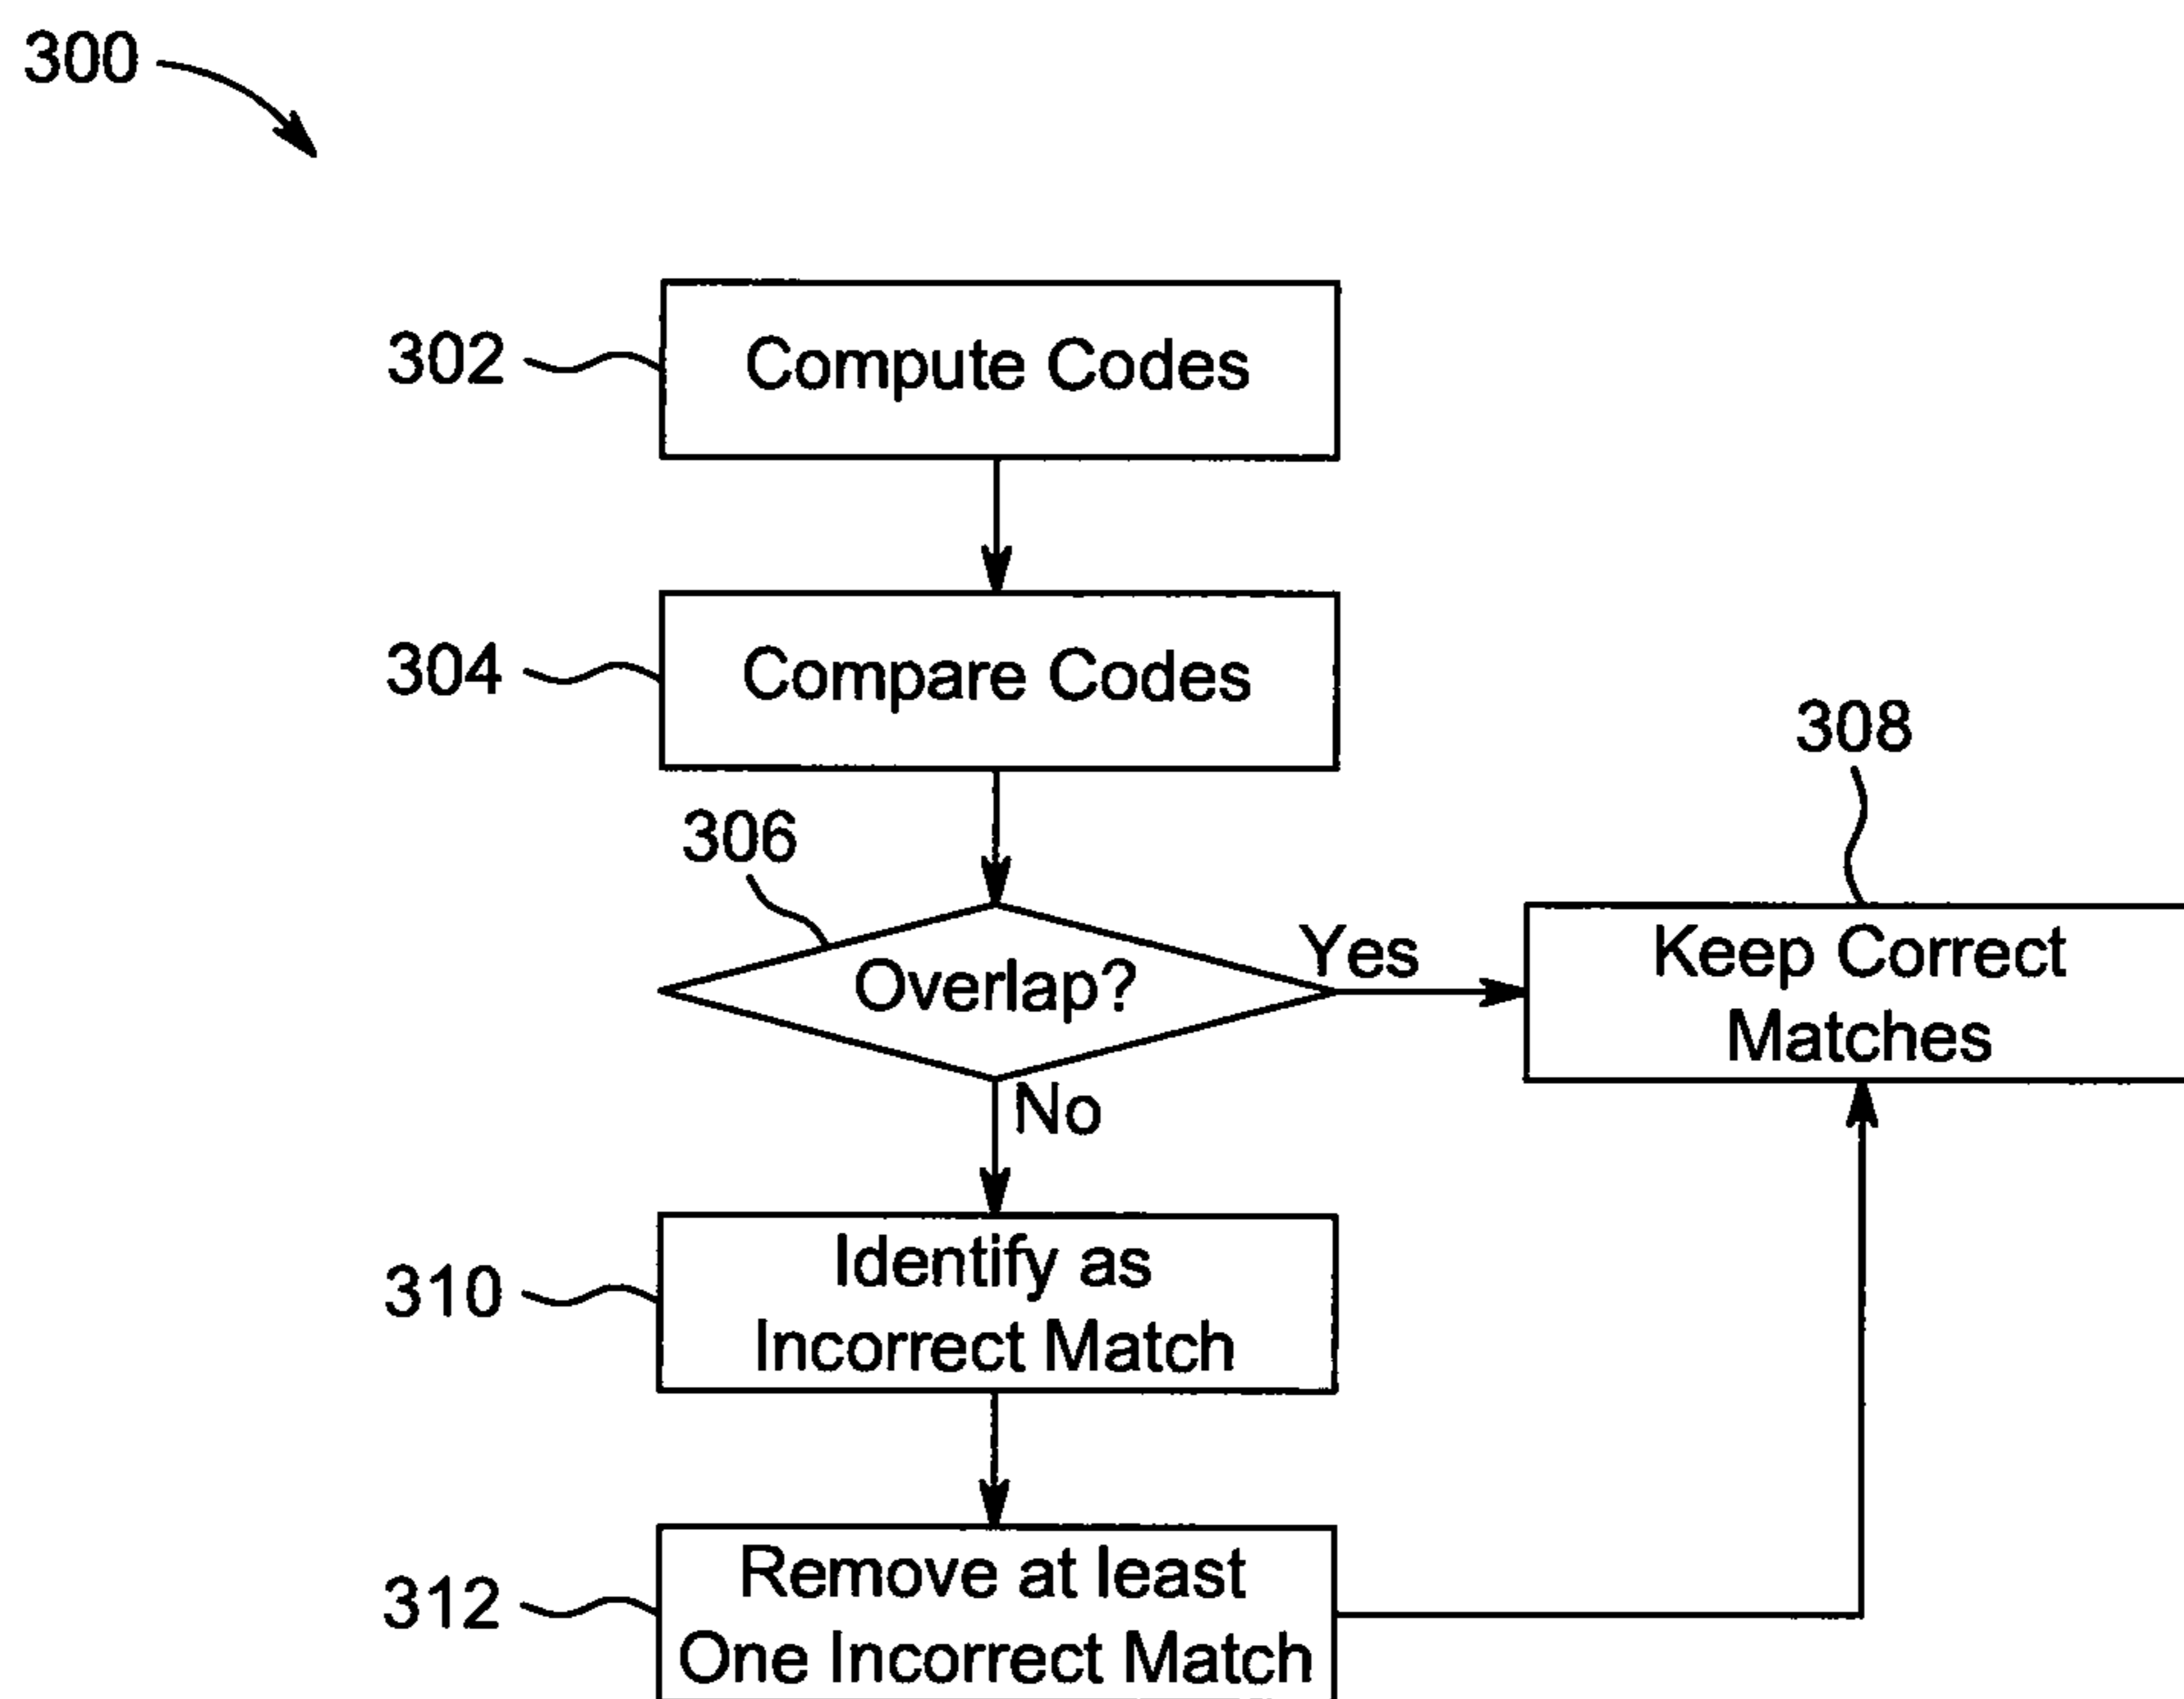 300
302
Compute Codes
304
Compare Codes
306
Overlap?
Yes
308
Keep Correct
Matches
No
310
Identify as
Incorrect Match
312
Remove at least
One Incorrect Match